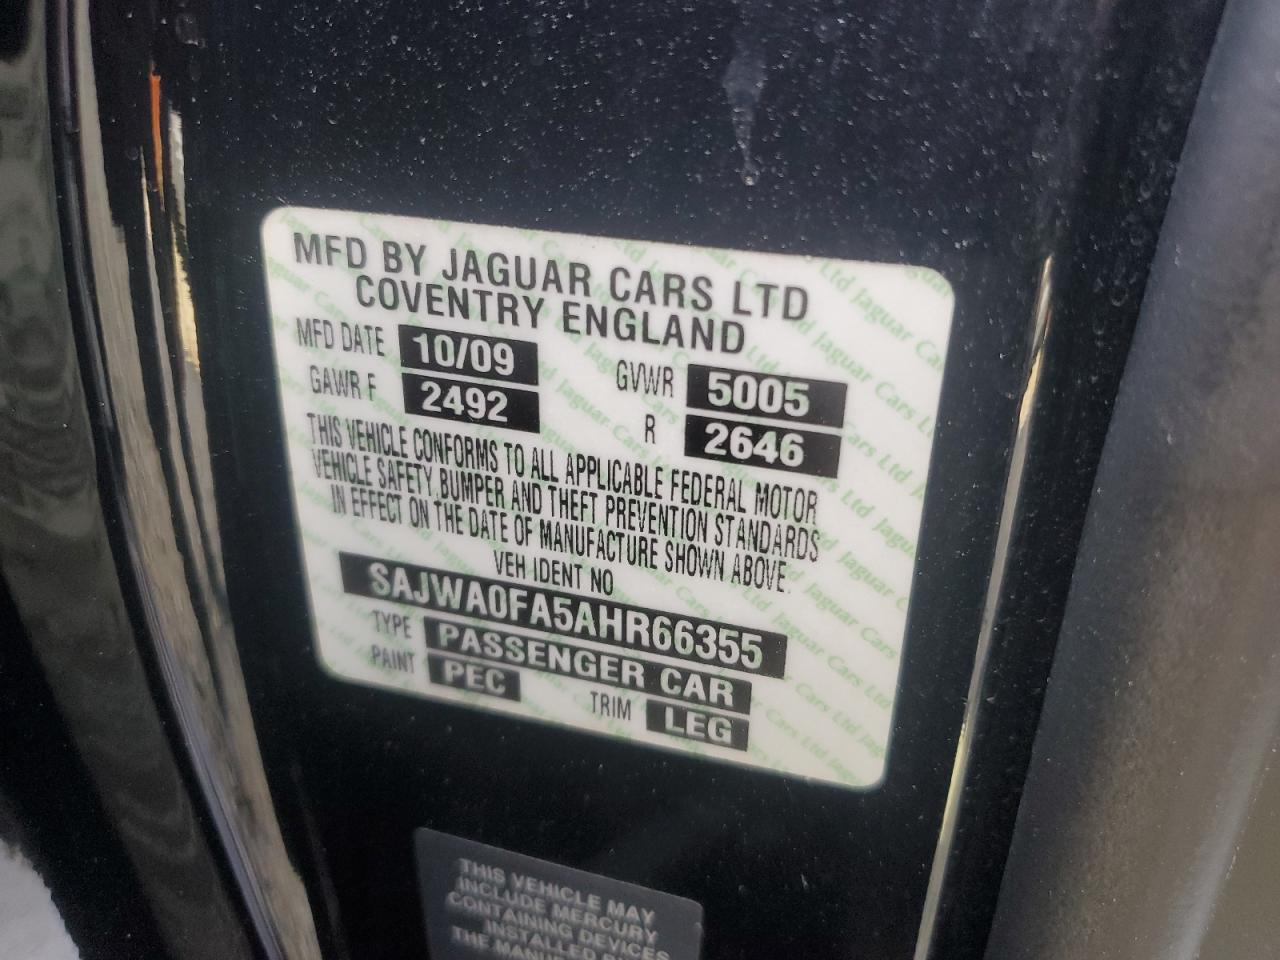 MFD BY JAGUAR CARS LTD
COVENTRY ENGLAND
MFD DATE 10/09 GVWR 5005
GAWR F 2492 R 2646
THIS VEHICLE CONFORMS TO ALL APPLICABLE FEDERAL MOTOR
VEHICLE SAFETY, BUMPER AND THEFT PREVENTION STANDARDS
IN EFFECT ON THE DATE OF MANUFACTURE SHOWN ABOVE.
VEH IDENT NO
SAJWA0FA5AHR66355
TYPE PASSENGER CAR
PAINT PEC TRIM LEG
THIS VEHICLE MAY
INCLUDE MERCURY
CONTAINING DEVICES
INSTALLED
THE